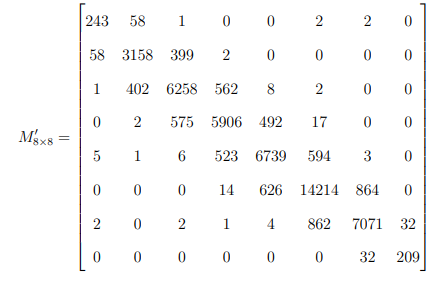 243 58 1 0 0 2 2 0
58 3158 399 2 0 0 0 0
1 402 6258 562 8 2 0 0
M′8×8 = 0 2 575 5906 492 17 0 0
5 1 6 523 6739 594 3 0
0 0 0 14 626 14214 864 0
2 0 2 1 4 862 7071 32
0 0 0 0 0 0 32 209